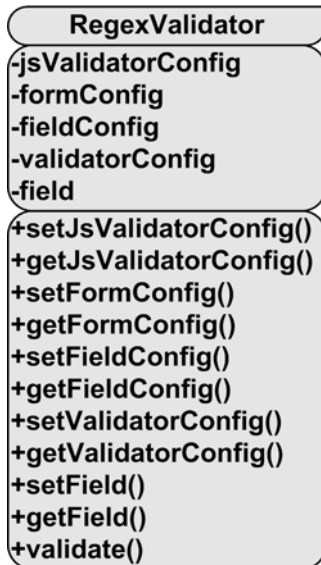 RegexValidator
-jsValidatorConfig
-formConfig
-fieldConfig
-validatorConfig
-field
+setJsValidatorConfig()
+getJsValidatorConfig()
+setFormConfig()
+getFormConfig()
+setFieldConfig()
+getFieldConfig()
+setValidatorConfig()
+getValidatorConfig()
+setField()
+getField()
+validate()